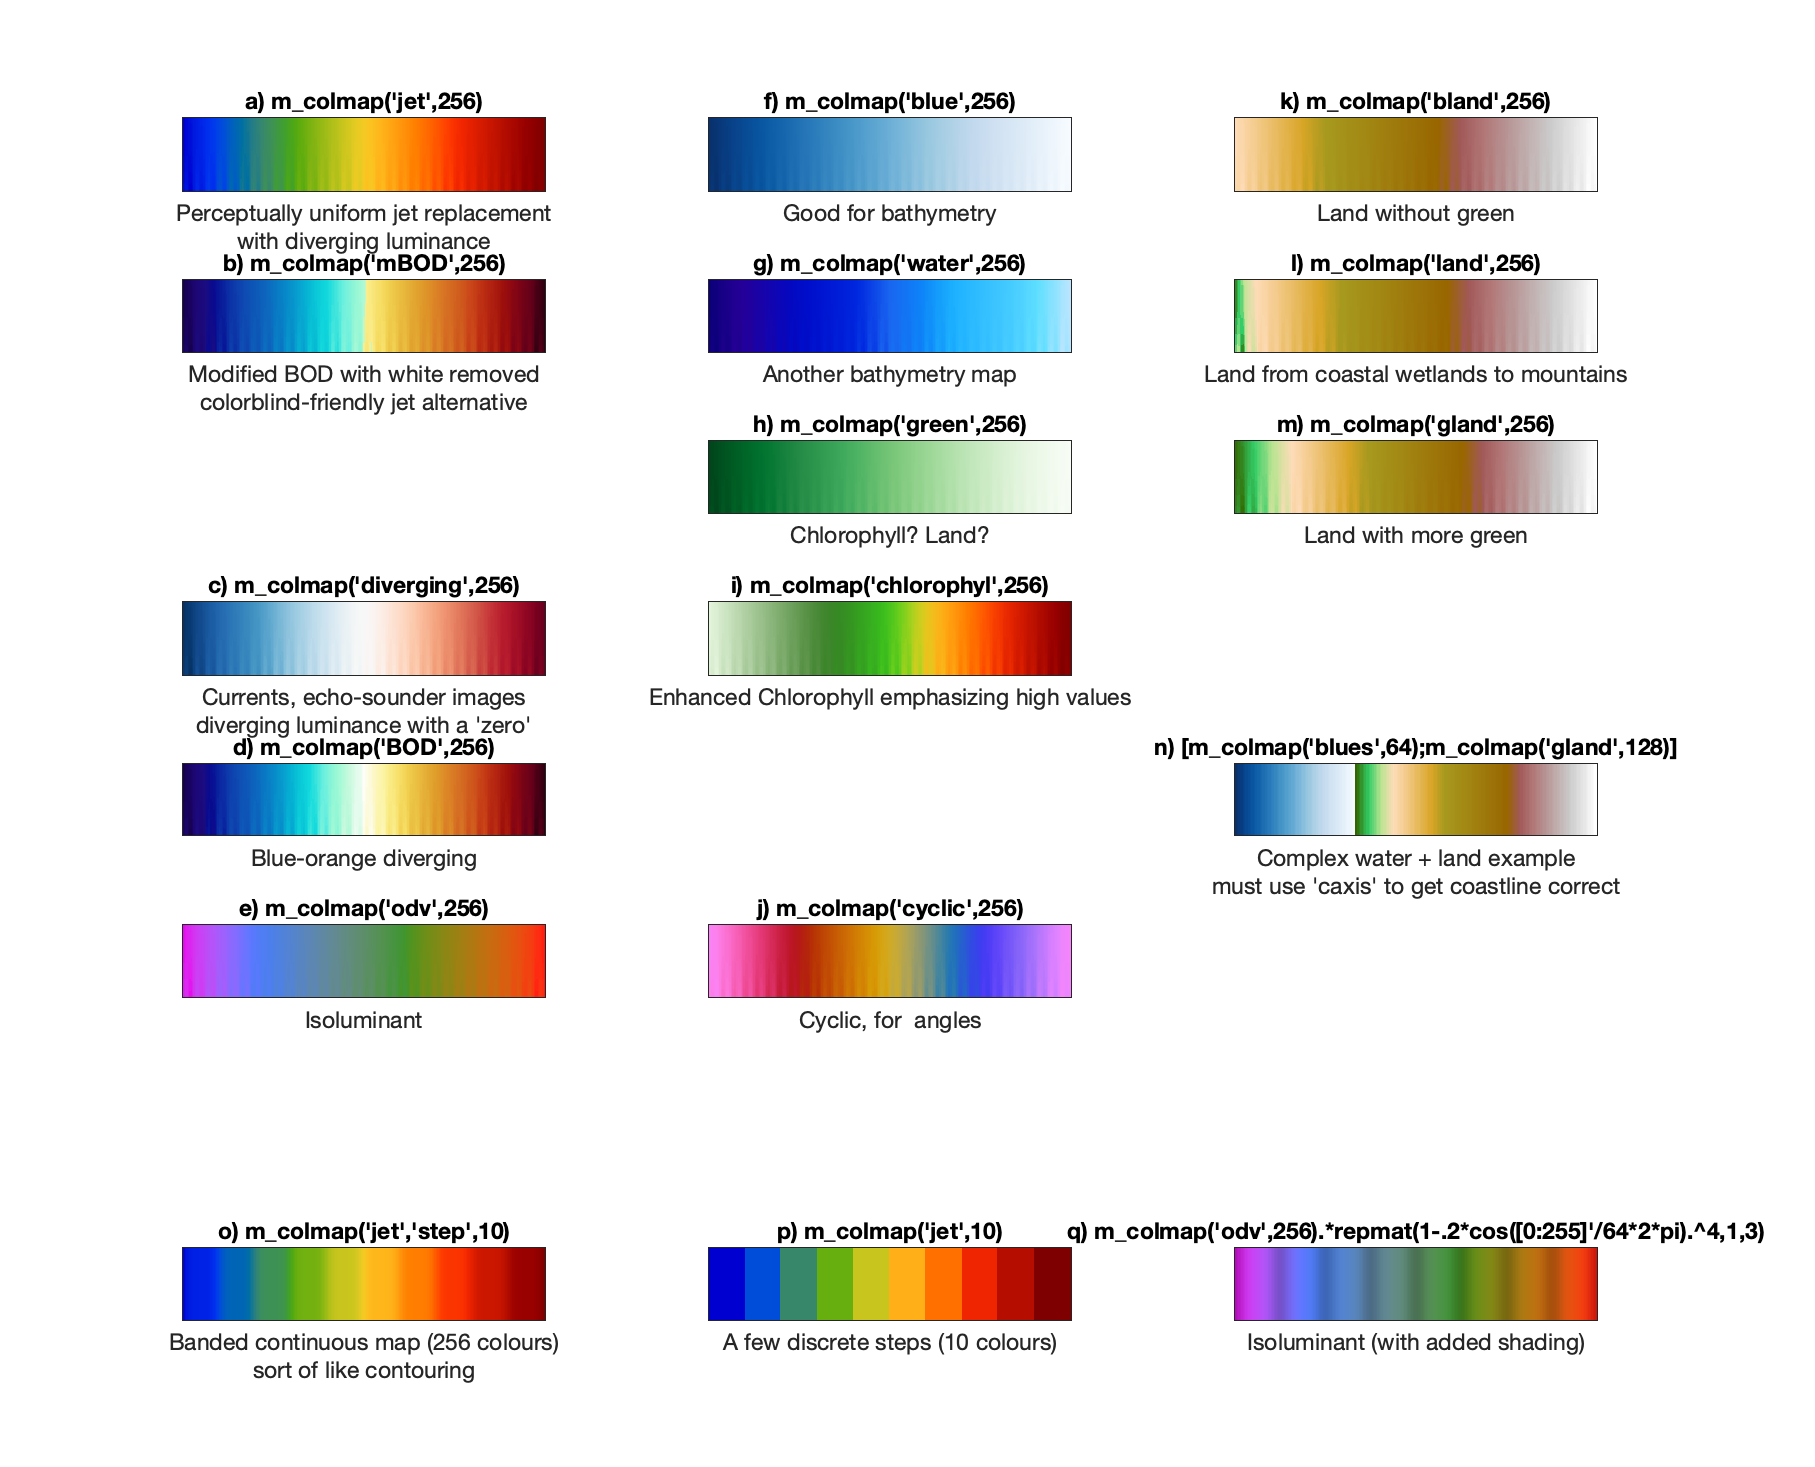 a) m_colmap('jet',256)
Perceptually uniform jet replacement
with diverging luminance
b) m_colmap('mBOD',256)
Modified BOD with white removed
colorblind-friendly jet alternative
c) m_colmap('diverging',256)
Currents, echo-sounder images
diverging luminance with a 'zero'
d) m_colmap('BOD',256)
Blue-orange diverging
e) m_colmap('odv',256)
Isoluminant
f) m_colmap('blue',256)
Good for bathymetry
g) m_colmap('water',256)
Another bathymetry map
h) m_colmap('green',256)
Chlorophyll? Land?
i) m_colmap('chlorophyl',256)
Enhanced Chlorophyll emphasizing high values
j) m_colmap('cyclic',256)
Cyclic, for  angles
k) m_colmap('bland',256)
Land without green
l) m_colmap('land',256)
Land from coastal wetlands to mountains
m) m_colmap('gland',256)
Land with more green
n) [m_colmap('blues',64);m_colmap('gland',128)]
Complex water + land example
must use 'caxis' to get coastline correct
o) m_colmap('jet','step',10)
Banded continuous map (256 colours)
sort of like contouring
p) m_colmap('jet',10)
A few discrete steps (10 colours)
q) m_colmap('odv',256).*repmat(1-.2*cos([0:255]'/64*2*pi).^4,1,3)
Isoluminant (with added shading)